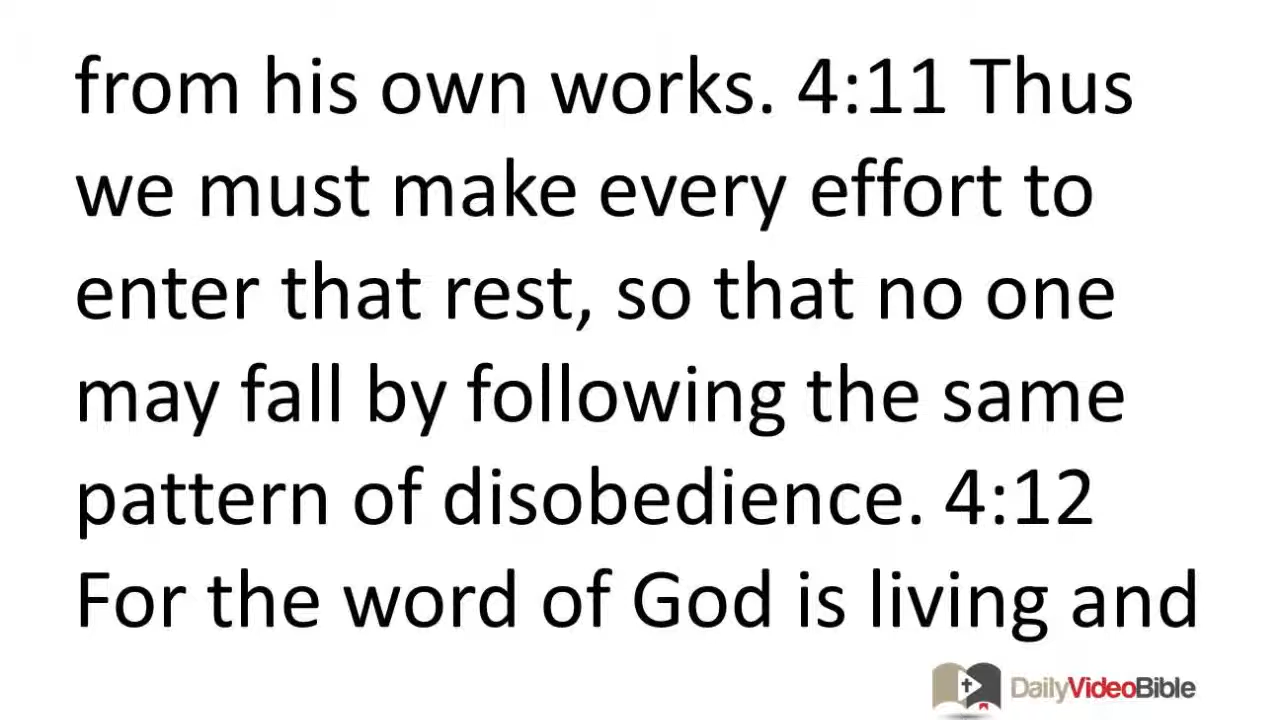 from his own works. 4:11 Thus
we must make every effort to
enter that rest, so that no one
may fall by following the same
pattern of disobedience. 4:12
For the word of God is living and
DailyVideoBible